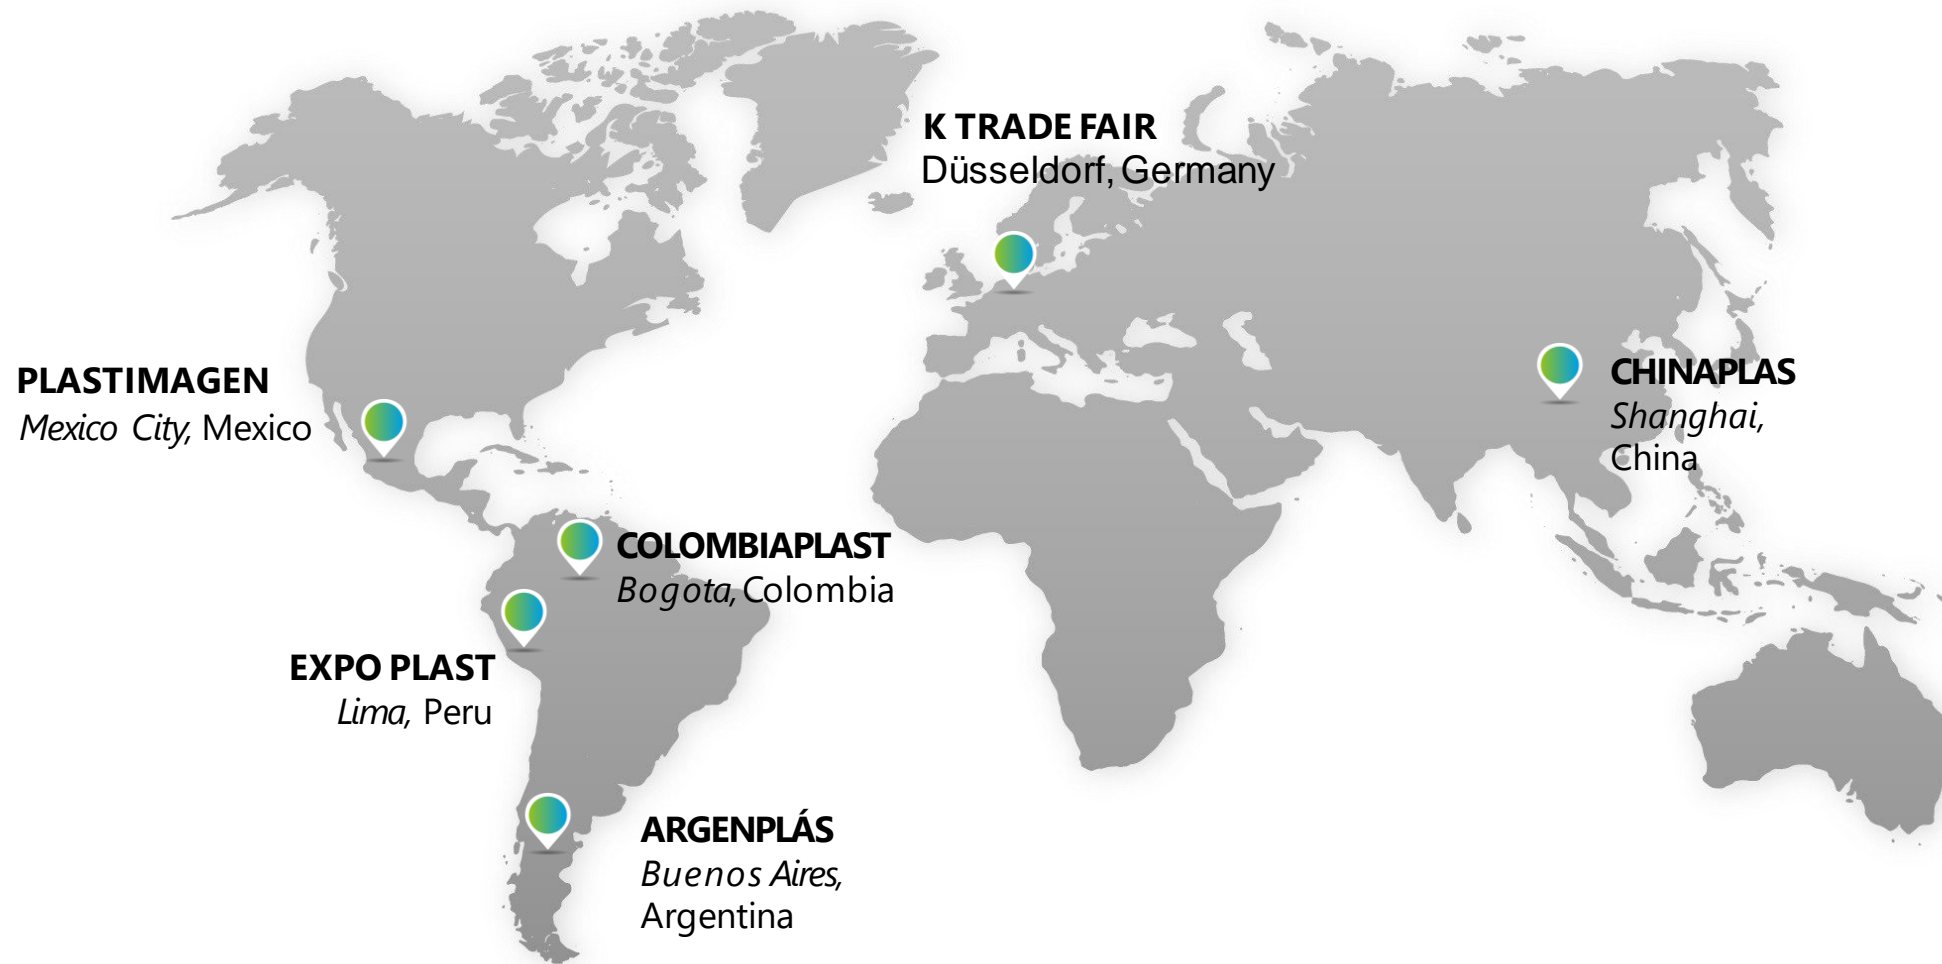 K TRADE FAIR
Düsseldorf, Germany
PLASTIMAGEN
Mexico City, Mexico
CHINAPLAS
Shanghai,
China
COLOMBIAPLAST
Bogota, Colombia
EXPO PLAST
Lima, Peru
ARGENPLÁS
Buenos Aires,
Argentina